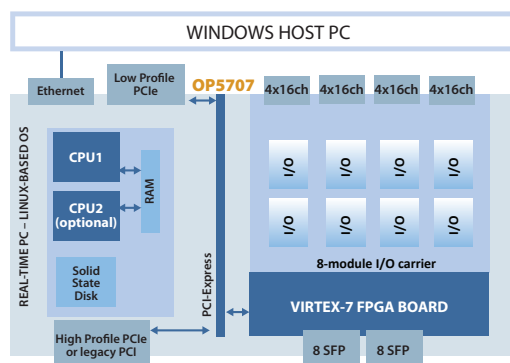 WINDOWS HOST PC
Ethernet
Low Profile
PCIe
OP5707
4x16ch
4x16ch
4x16ch
4x16ch
REAL-TIME PC – LINUX-BASED OS
CPU1
CPU2
(optional)
RAM
Solid
State
Disk
PCI-Express
I/O
I/O
I/O
I/O
I/O
I/O
I/O
I/O
8-module I/O carrier
VIRTEX-7 FPGA BOARD
High Profile PCIe
or legacy PCI
8 SFP
8 SFP